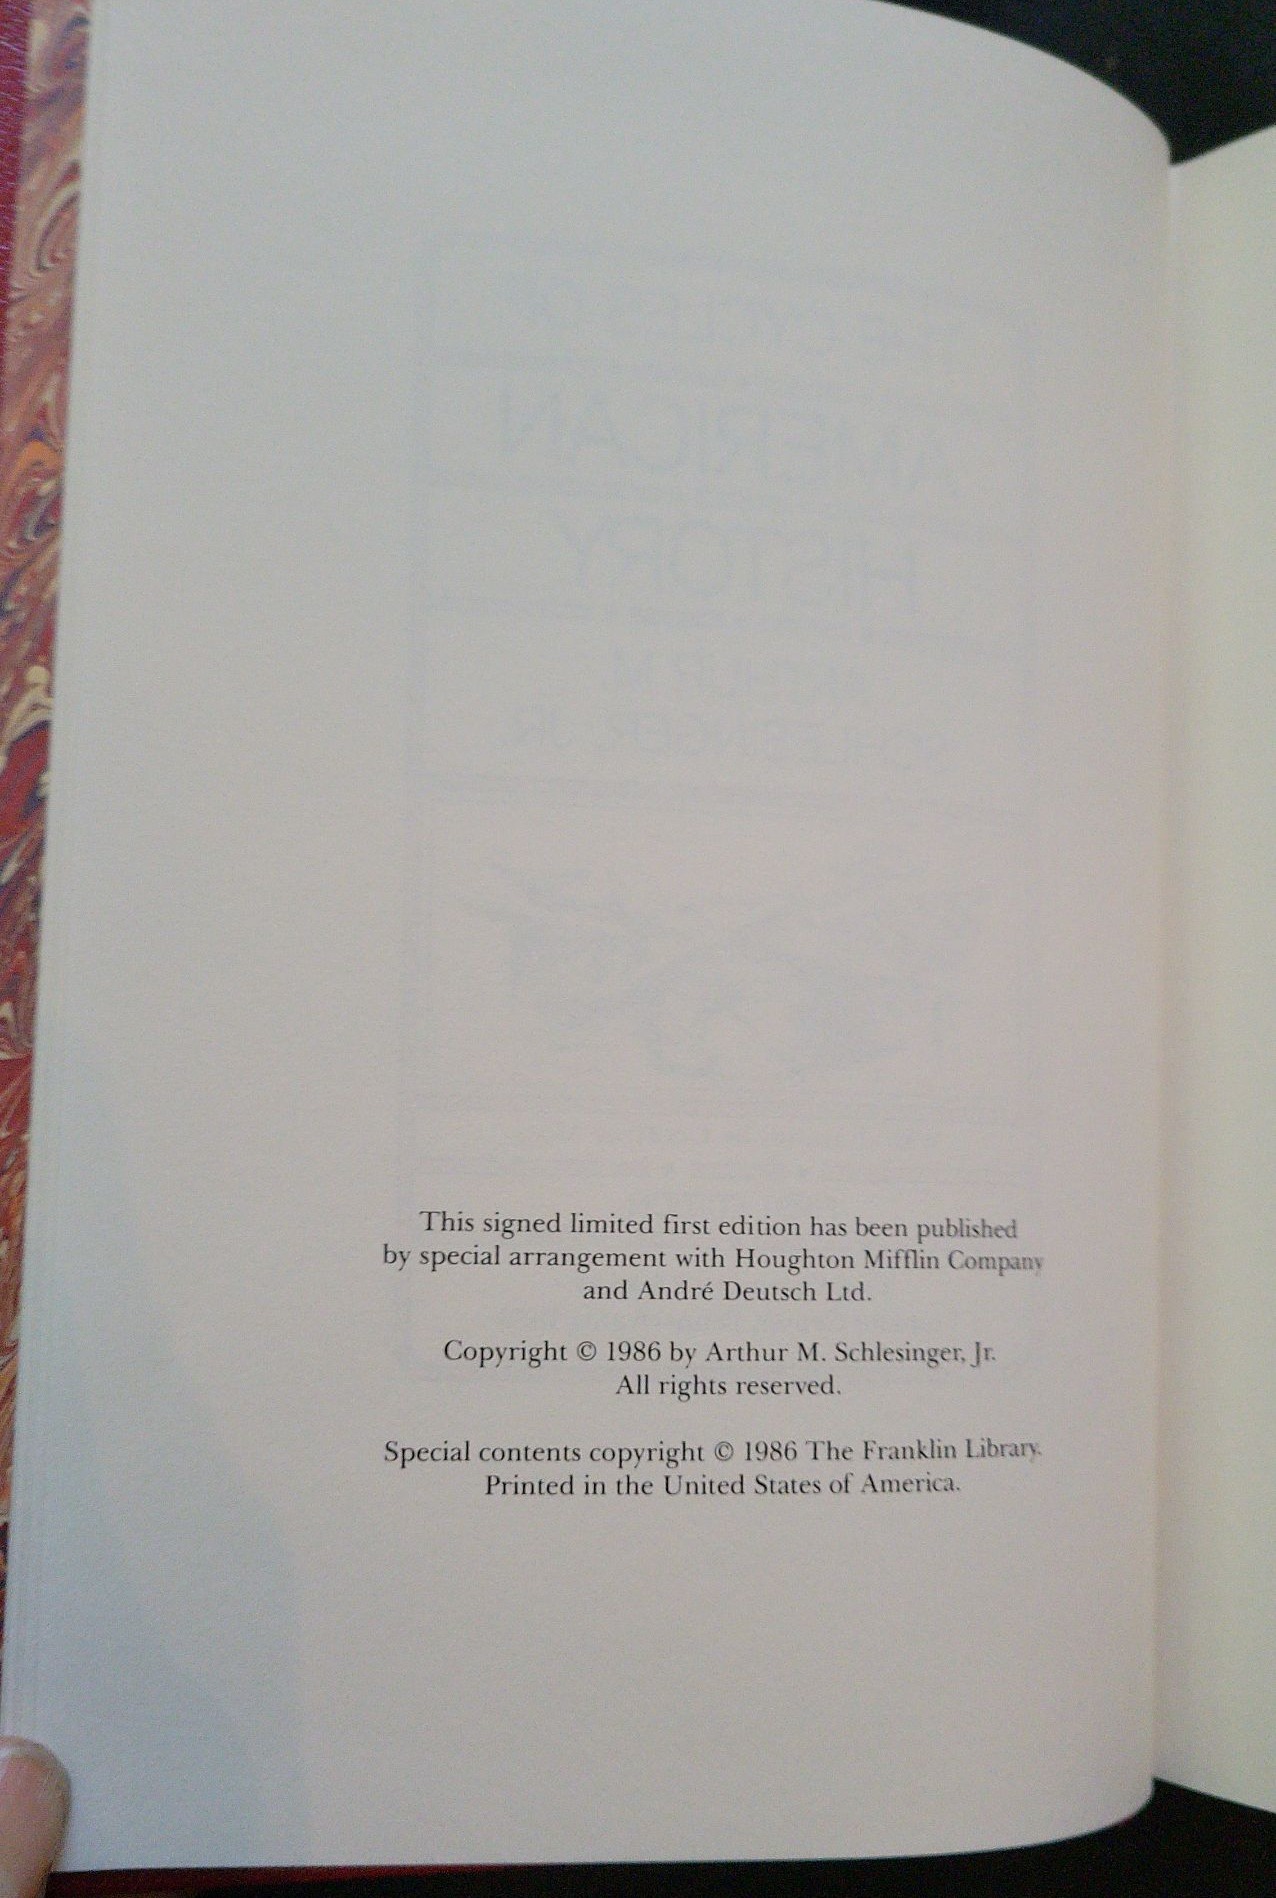 This signed limited first edition has been published
by special arrangement with Houghton Mifflin Company
and André Deutsch Ltd.
Copyright © 1986 by Arthur M. Schlesinger, Jr.
All rights reserved.
Special contents copyright © 1986 The Franklin Library.
Printed in the United States of America.